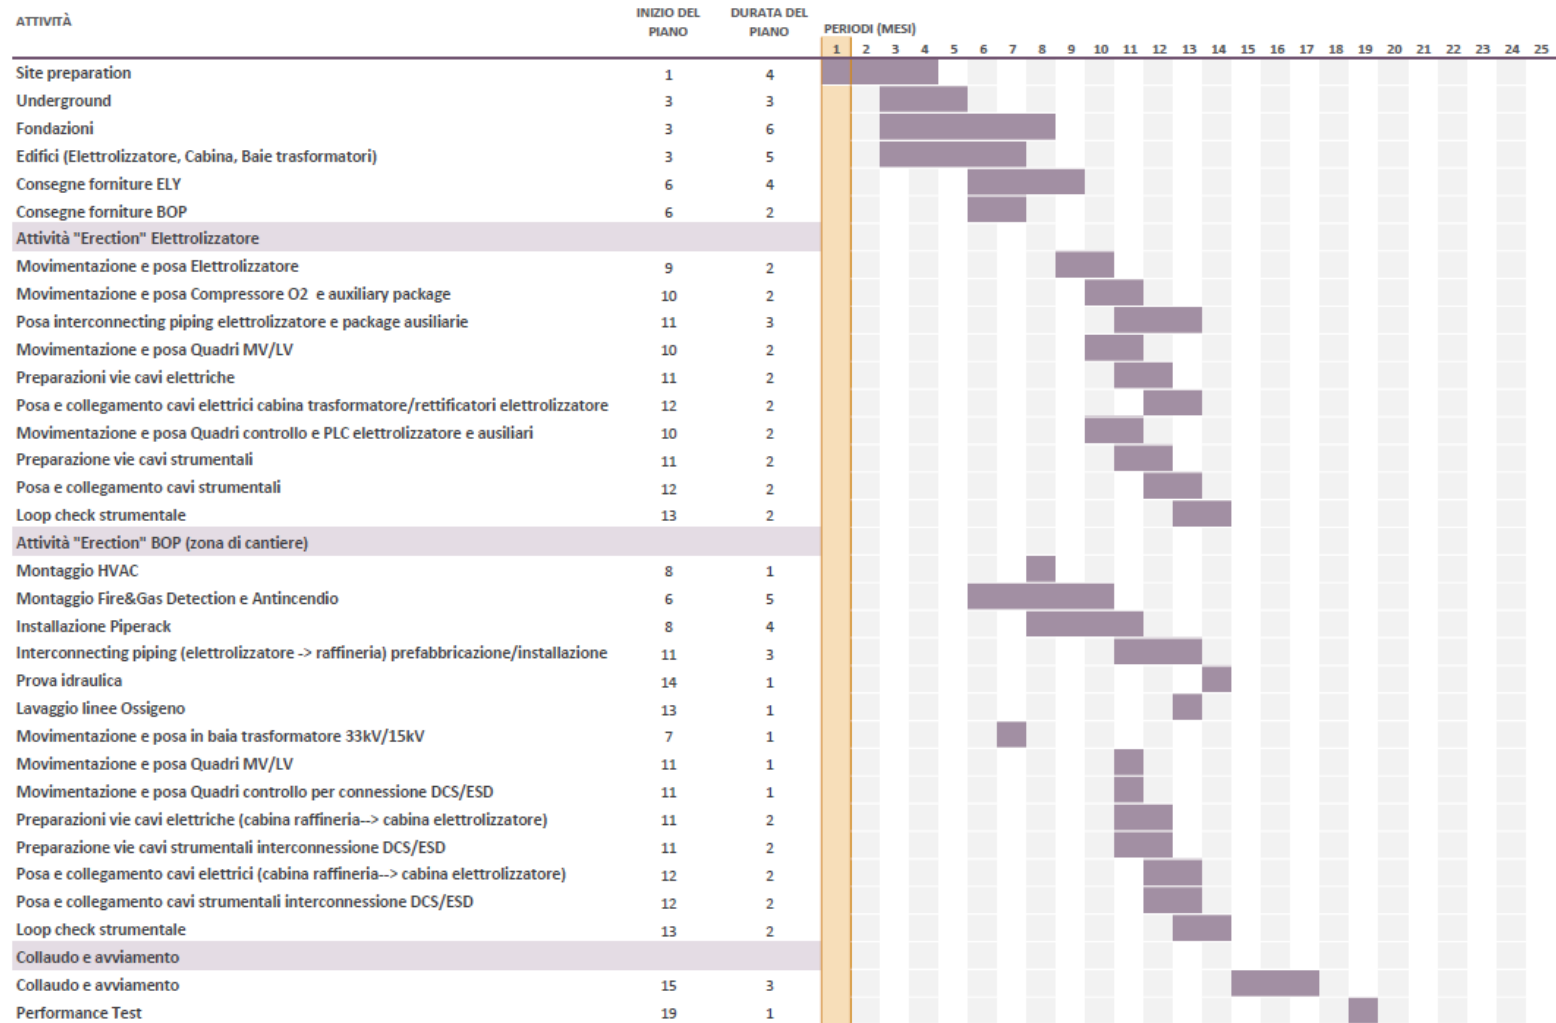 ATTIVITÀ INIZIO DEL PIANO DURATA DEL PIANO PERIODI (MESI)
1 2 3 4 5 6 7 8 9 10 11 12 13 14 15 16 17 18 19 20 21 22 23 24 25
Site preparation 1 4
Underground 3 3
Fondazioni 3 6
Edifici (Elettrolizzatore, Cabina, Baie trasformatori) 3 5
Consegne forniture ELY 6 4
Consegne forniture BOP 6 2
Attività "Erection" Elettrolizzatore
Movimentazione e posa Elettrolizzatore 9 2
Movimentazione e posa Compressore O2 e auxiliary package 10 2
Posa interconnecting piping elettrolizzatore e package ausiliarie 11 3
Movimentazione e posa Quadri MV/LV 10 2
Preparazioni vie cavi elettriche 11 2
Posa e collegamento cavi elettrici cabina trasformatore/rettificatori elettrolizzatore 12 2
Movimentazione e posa Quadri controllo e PLC elettrolizzatore e ausiliari 10 2
Preparazione vie cavi strumentali 11 2
Posa e collegamento cavi strumentali 12 2
Loop check strumentale 13 2
Attività "Erection" BOP (zona di cantiere)
Montaggio HVAC 8 1
Montaggio Fire&Gas Detection e Antincendio 6 5
Installazione Piperack 8 4
Interconnecting piping (elettrolizzatore -> raffineria) prefabbricazione/installazione 11 3
Prova idraulica 14 1
Lavaggio linee Ossigeno 13 1
Movimentazione e posa in baia trasformatore 33kV/15kV 7 1
Movimentazione e posa Quadri MV/LV 11 1
Movimentazione e posa Quadri controllo per connessione DCS/ESD 11 1
Preparazioni vie cavi elettriche (cabina raffineria--> cabina elettrolizzatore) 11 2
Preparazione vie cavi strumentali interconnessione DCS/ESD 11 2
Posa e collegamento cavi elettrici (cabina raffineria--> cabina elettrolizzatore) 12 2
Posa e collegamento cavi strumentali interconnessione DCS/ESD 12 2
Loop check strumentale 13 2
Collaudo e avviamento
Collaudo e avviamento 15 3
Performance Test 19 1